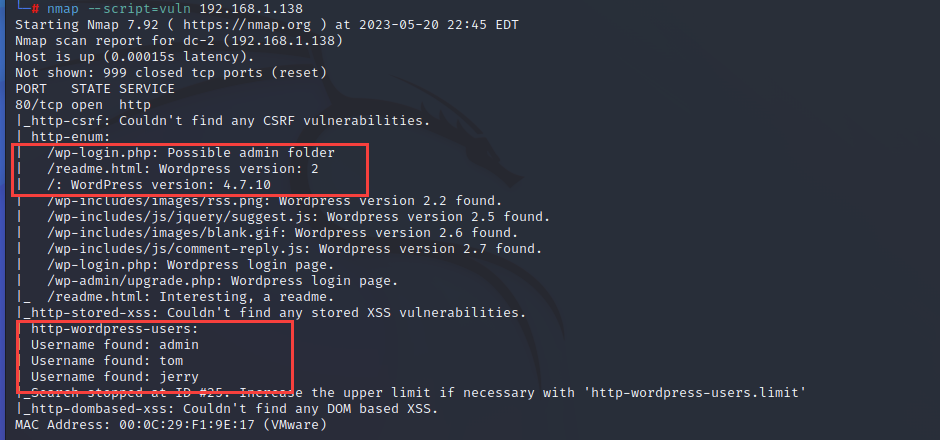 └─# nmap --script=vuln 192.168.1.138
Starting Nmap 7.92 ( https://nmap.org ) at 2023-05-20 22:45 EDT
Nmap scan report for dc-2 (192.168.1.138)
Host is up (0.00015s latency).
Not shown: 999 closed tcp ports (reset)
PORT   STATE SERVICE
80/tcp open  http
|_http-csrf: Couldn't find any CSRF vulnerabilities.
| http-enum:
|   /wp-login.php: Possible admin folder
|   /readme.html: Wordpress version: 2
|   /: WordPress version: 4.7.10
|   /wp-includes/images/rss.png: Wordpress version 2.2 found.
|   /wp-includes/js/jquery/suggest.js: Wordpress version 2.5 found.
|   /wp-includes/images/blank.gif: Wordpress version 2.6 found.
|   /wp-includes/js/comment-reply.js: Wordpress version 2.7 found.
|   /wp-login.php: Wordpress login page.
|   /wp-admin/upgrade.php: Wordpress login page.
|_  /readme.html: Interesting, a readme.
|_http-stored-xss: Couldn't find any stored XSS vulnerabilities.
| http-wordpress-users:
| Username found: admin
| Username found: tom
| Username found: jerry
|_Search stopped at ID #25. Increase the upper limit if necessary with 'http-wordpress-users.limit'
|_http-dombased-xss: Couldn't find any DOM based XSS.
MAC Address: 00:0C:29:F1:9E:17 (VMware)